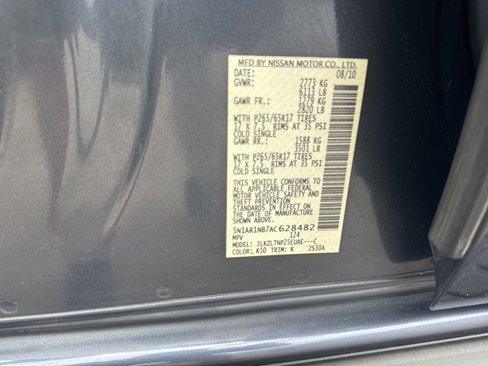 MFD BY NISSAN MOTOR CO., LTD.
DATE: 08/10
GVWR: 2773 KG
6113 LB
GAWR FR.: 1279 KG
2820 LB
WITH P265/65R17 TIRES
17 X 7.5 RIMS AT 35 PSI
COLD SINGLE
GAWR RR.: 1588 KG
3501 LB
WITH P265/65R17 TIRES
17 X 7.5 RIMS AT 35 PSI
COLD SINGLE
THIS VEHICLE CONFORMS TO
ALL APPLICABLE FEDERAL
MOTOR VEHICLE SAFETY AND
THEFT PREVENTION STANDARDS
IN EFFECT ON THE DATE OF
MANUFACTURE SHOWN ABOVE.
5N1AR1NB7AC628482
MPV 124
MODEL: JLKZLTNP25EUAE---C
COLOR: K50 TRIM: K ZS30A